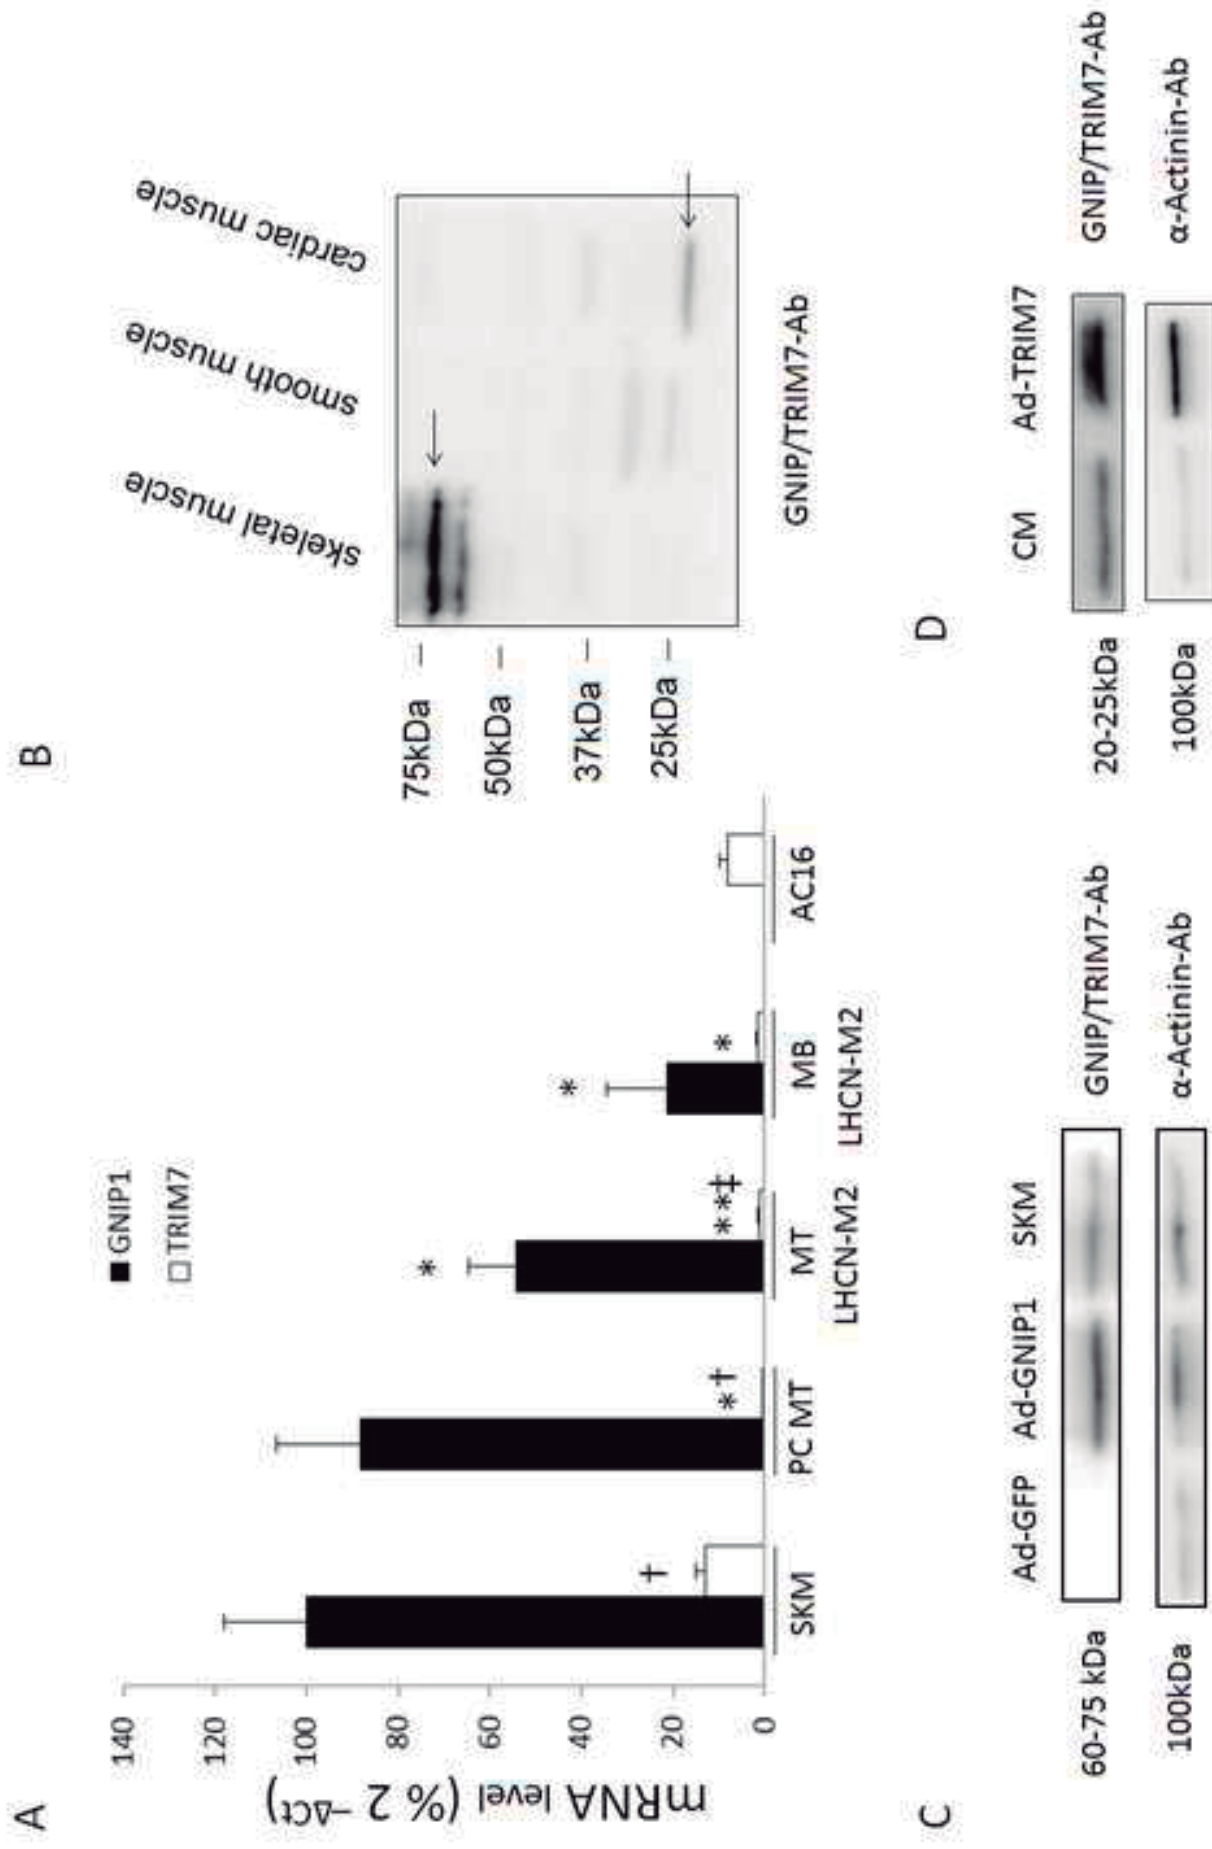 A
mRNA level (% 2 –ΔCt)
140
120
100
80
60
40
20
0
GNIP1
TRIM7
†
* †
*
* * ‡
*
*
SKM
PC MT
MT
LHCN-M2
MB
LHCN-M2
AC16
B
skeletal muscle
smooth muscle
cardiac muscle
75kDa –
50kDa –
37kDa –
25kDa –
GNIP/TRIM7-Ab
C
Ad-GFP Ad-GNIP1 SKM
60-75 kDa GNIP/TRIM7-Ab
100kDa α-Actinin-Ab
D
CM Ad-TRIM7
20-25kDa GNIP/TRIM7-Ab
100kDa α-Actinin-Ab